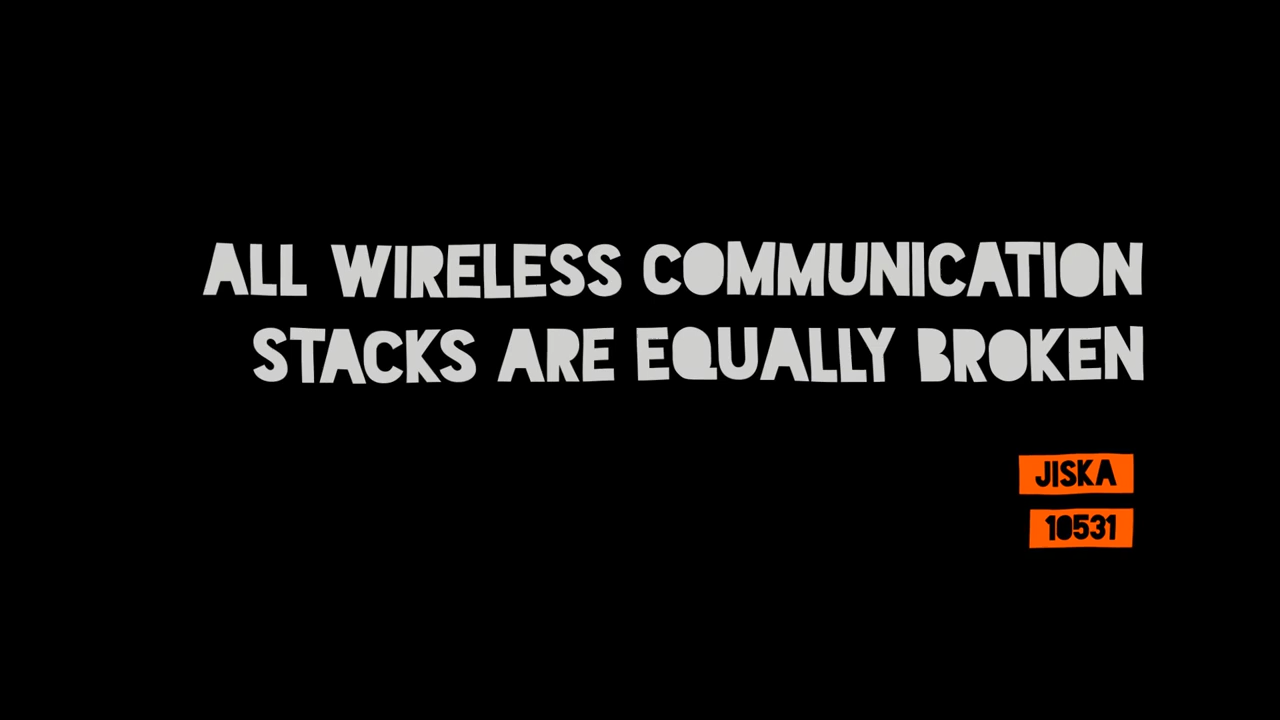 ALL WIRELESS COMMUNICATION
STACKS ARE EQUALLY BROKEN
JISKA
10531